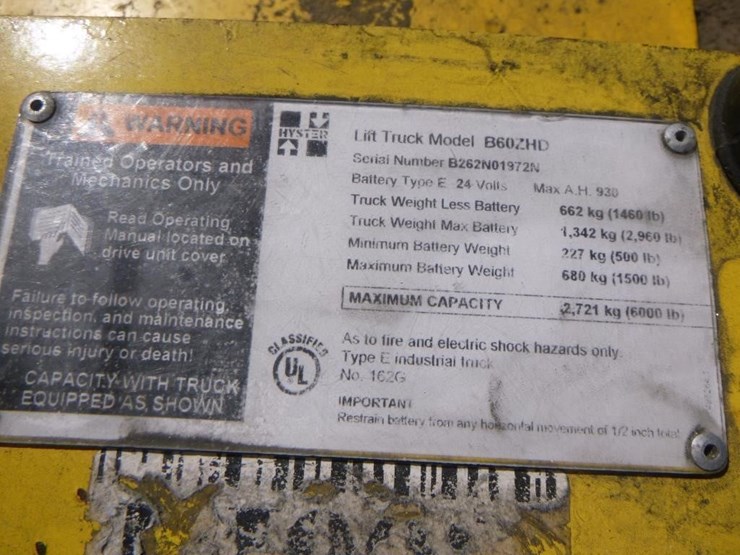 WARNING
Trained Operators and
Mechanics Only
Read Operating
Manual located on
drive unit cover
Failure to follow operating,
inspection, and maintenance
instructions can cause
serious injury or death!
CAPACITY WITH TRUCK
EQUIPPED AS SHOWN
HYSTER
Lift Truck Model B60ZHD
Serial Number B262N01972N
Battery Type E 24 Volts Max A.H. 930
Truck Weight Less Battery 662 kg (1460 lb)
Truck Weight Max Battery 1,342 kg (2,960 lb)
Minimum Battery Weight 227 kg (500 lb)
Maximum Battery Weight 680 kg (1500 lb)
MAXIMUM CAPACITY 2,721 kg (6000 lb)
CLASSIFIED
UL
As to fire and electric shock hazards only.
Type E industrial truck
No. 162G
IMPORTANT
Restrain battery from any horizontal movement of 1/2 inch total